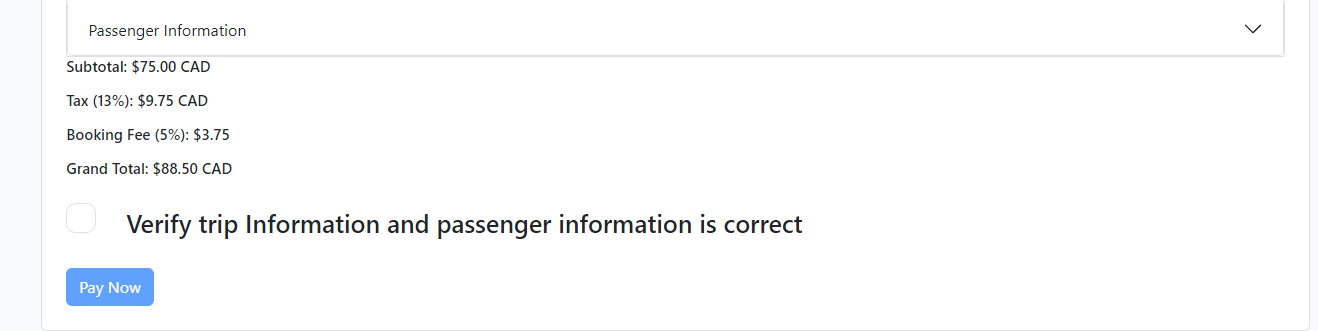 Passenger Information
Subtotal: $75.00 CAD
Tax (13%): $9.75 CAD
Booking Fee (5%): $3.75
Grand Total: $88.50 CAD
Verify trip Information and passenger information is correct
Pay Now